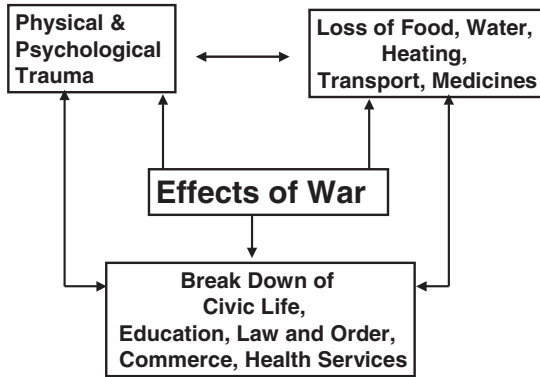 Physical &
Psychological
Trauma
Loss of Food, Water,
Heating,
Transport, Medicines
Effects of War
Break Down of
Civic Life,
Education, Law and Order,
Commerce, Health Services